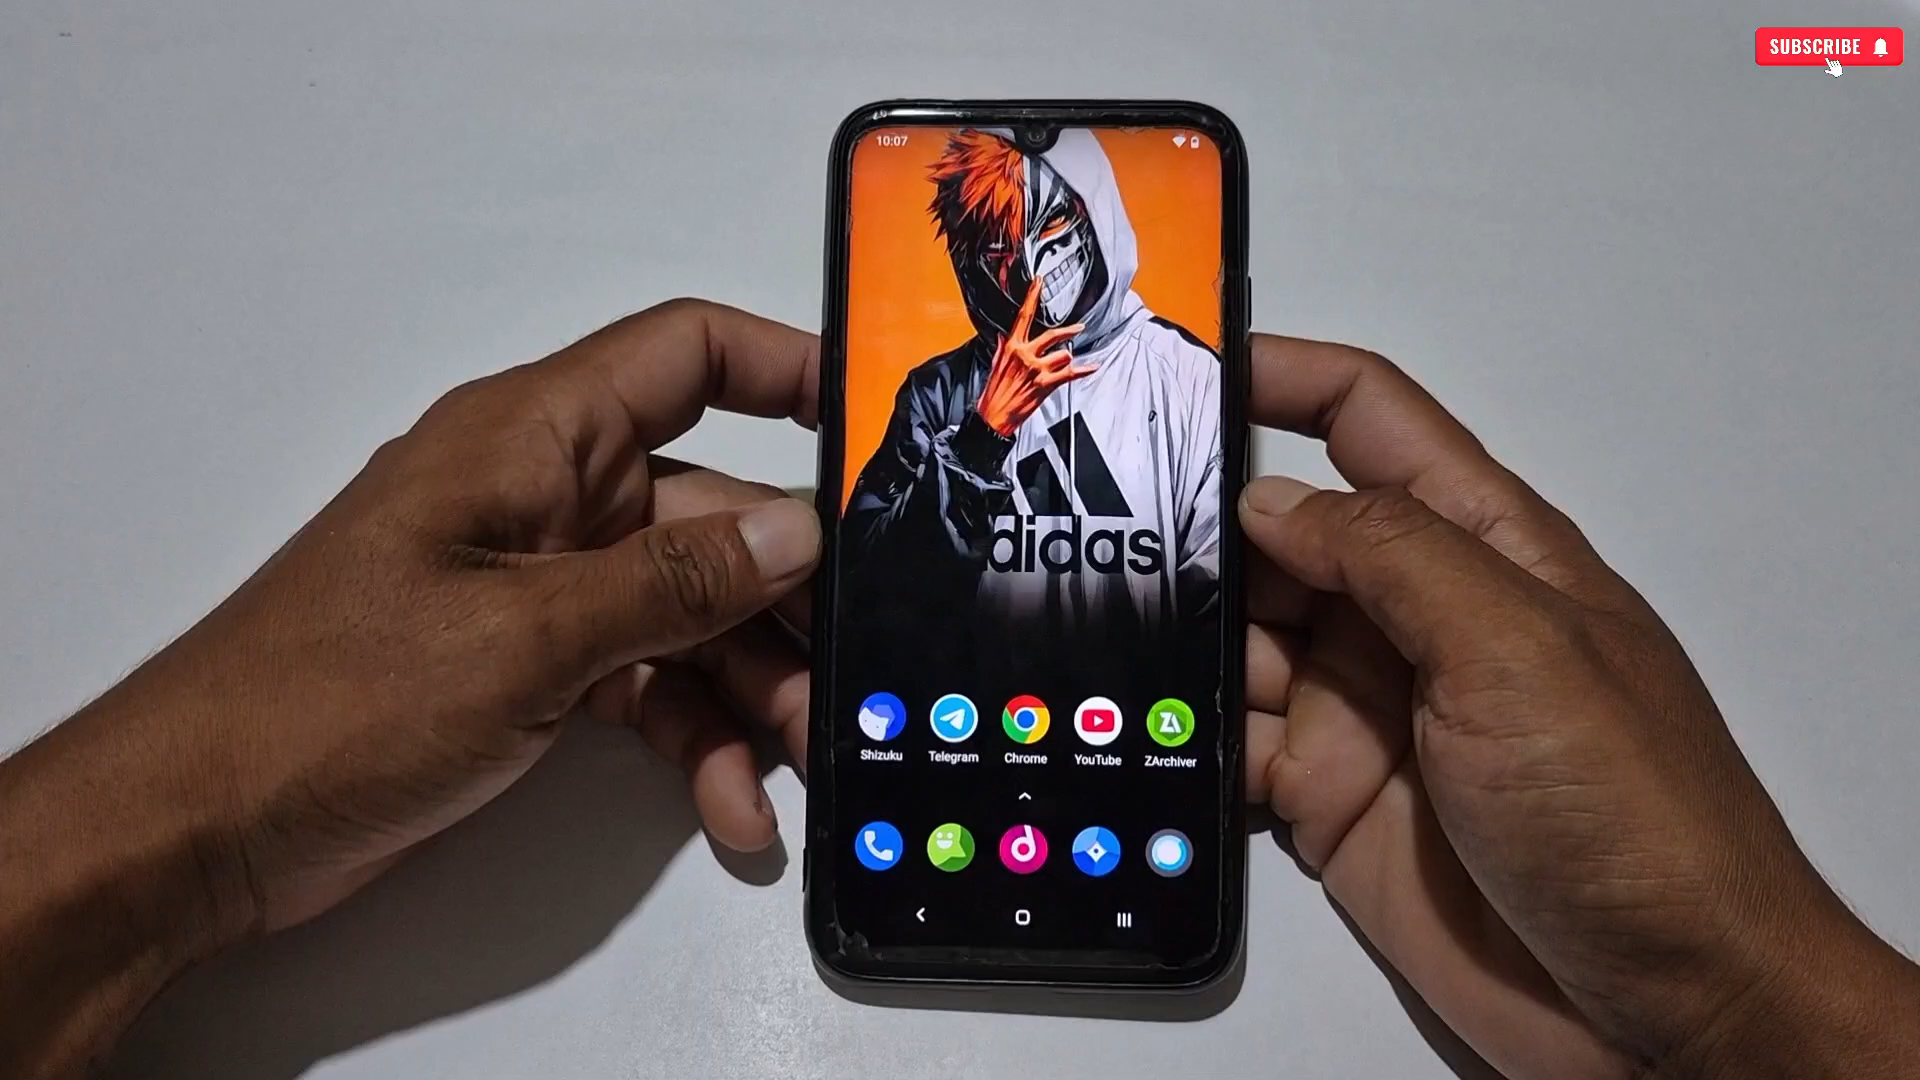 SUBSCRIBE
10:07
didas
Shizuku
Telegram
Chrome
YouTube
ZArchiver